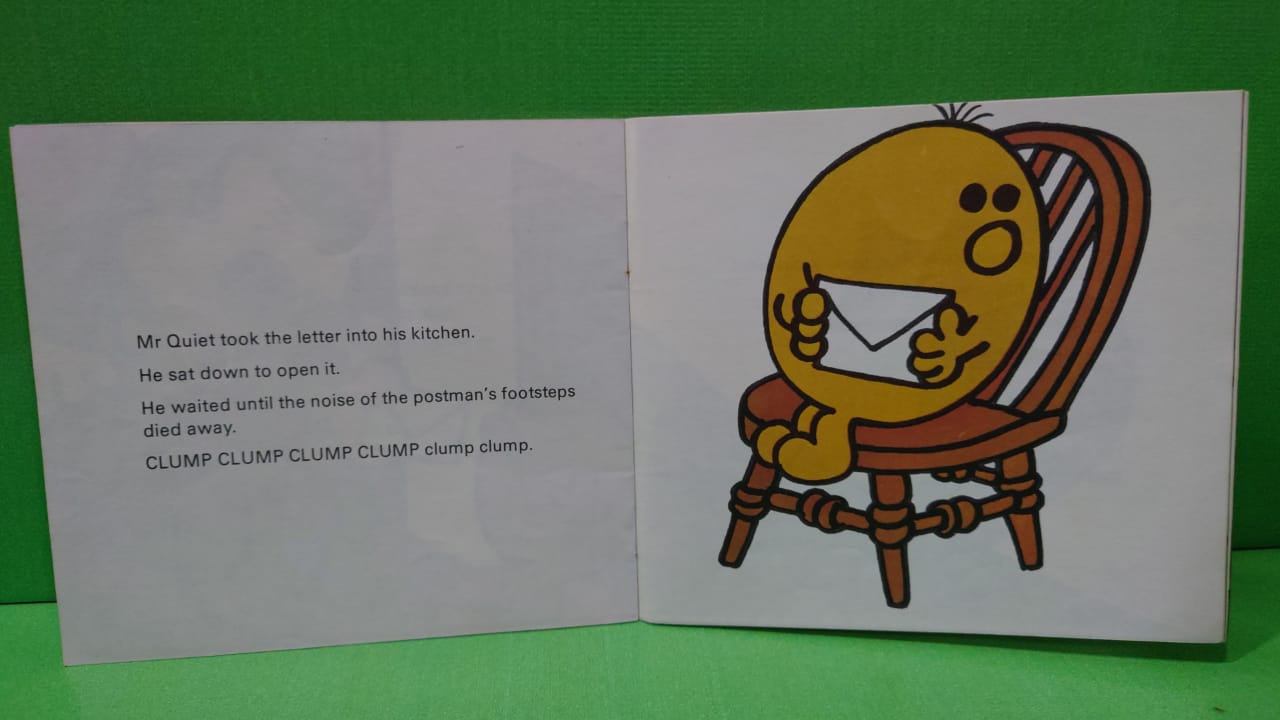 Mr Quiet took the letter into his kitchen.
He sat down to open it.
He waited until the noise of the postman's footsteps
died away.
CLUMP CLUMP CLUMP CLUMP clump clump.